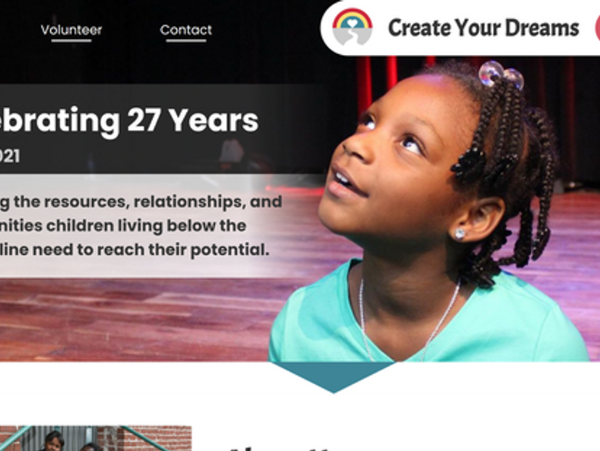 Volunteer Contact
Create Your Dreams
ebrating 27 Years
021
g the resources, relationships, and
nities children living below the
line need to reach their potential.